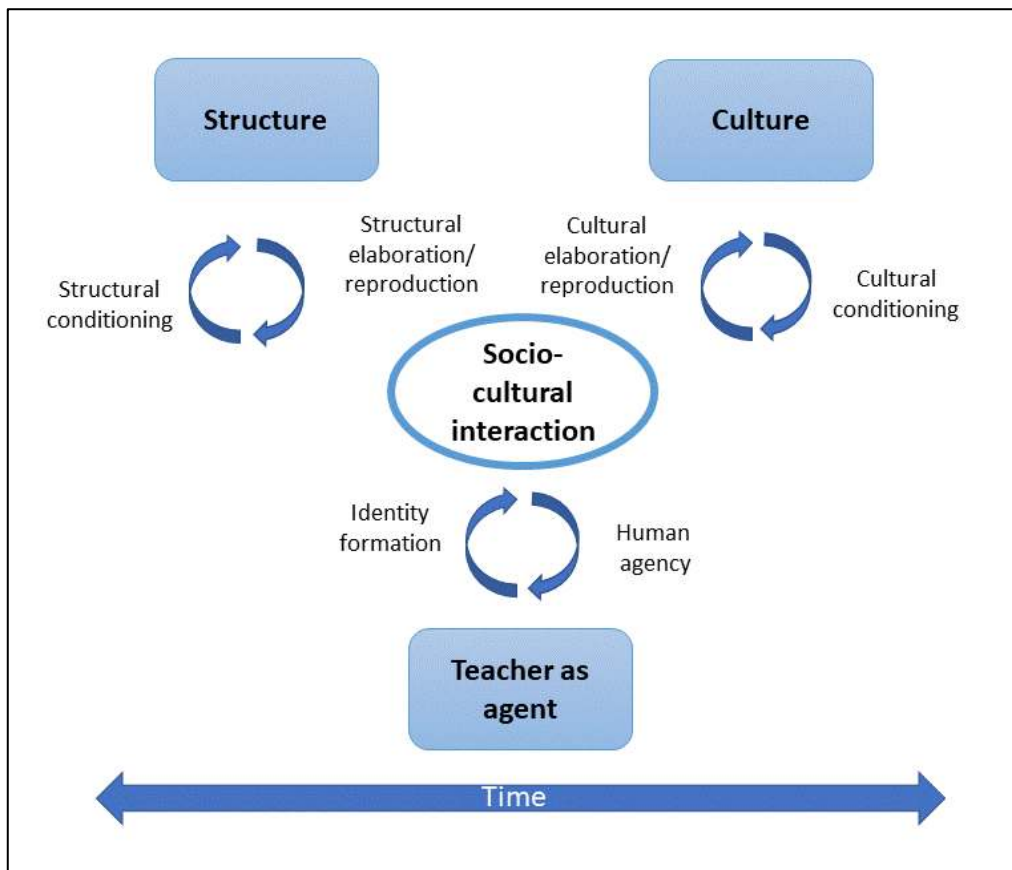 Structure
Culture
Structural
elaboration/
reproduction
Cultural
elaboration/
reproduction
Structural
conditioning
Cultural
conditioning
Socio-
cultural
interaction
Identity
formation
Human
agency
Teacher as
agent
Time